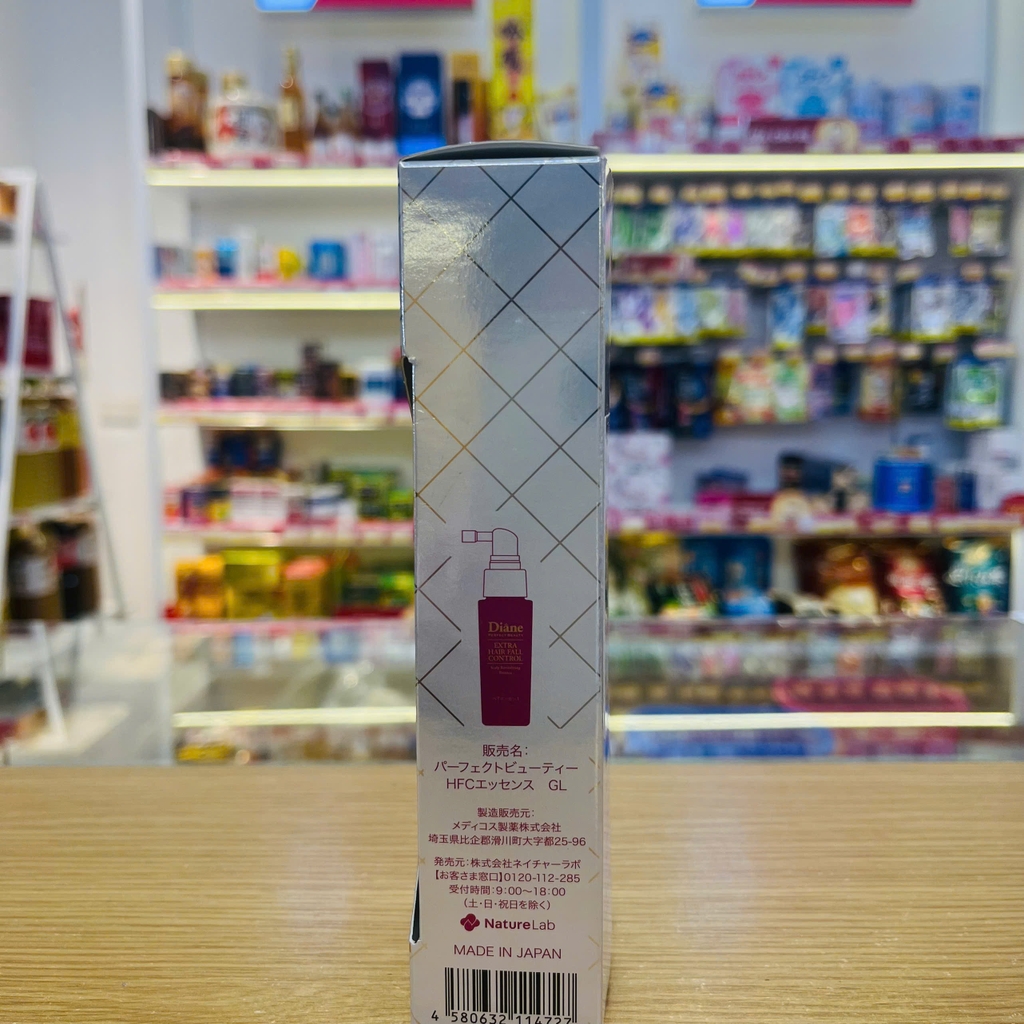 Diane
PERFECT BEAUTY
EXTRA
HAIR FALL
CONTROL
販売名:
パーフェクトビューティー
HFCエッセンス GL
製造販売元:
メディコス製薬株式会社
埼玉県比企郡滑川町大字都25-96
発売元:株式会社ネイチャーラボ
【お客さま窓口】0120-112-285
受付時間:9:00〜18:00
(土・日・祝日を除く)
NatureLab
MADE IN JAPAN
4 580632 114727